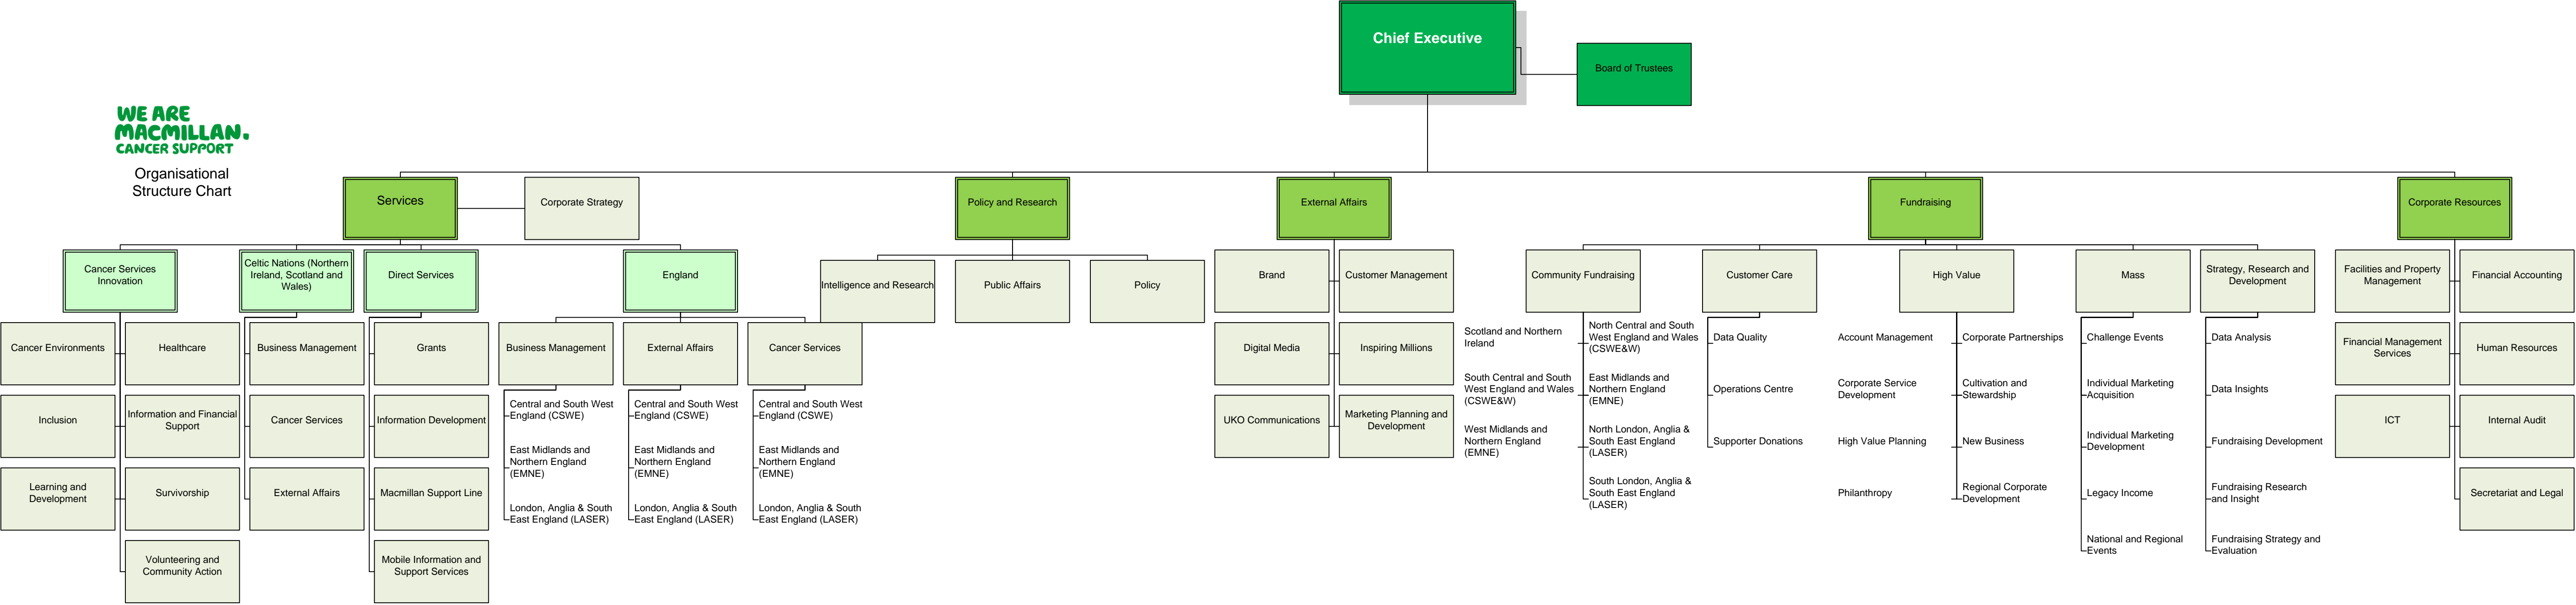 Chief Executive
Board of Trustees
WE ARE
MACMILLAN.
CANCER SUPPORT
Organisational
Structure Chart
Services
Corporate Strategy
Policy and Research
External Affairs
Fundraising
Corporate Resources
Cancer Services
Innovation
Celtic Nations (Northern
Ireland, Scotland and
Wales)
Direct Services
England
Cancer Environments
Healthcare
Inclusion
Information and Financial
Support
Learning and
Development
Survivorship
Volunteering and
Community Action
Business Management
Cancer Services
External Affairs
Grants
Information Development
Macmillan Support Line
Mobile Information and
Support Services
Business Management
Central and South West
England (CSWE)
East Midlands and
Northern England
(EMNE)
London, Anglia & South
East England (LASER)
External Affairs
Central and South West
England (CSWE)
East Midlands and
Northern England
(EMNE)
London, Anglia & South
East England (LASER)
Cancer Services
Central and South West
England (CSWE)
East Midlands and
Northern England
(EMNE)
London, Anglia & South
East England (LASER)
Intelligence and Research
Public Affairs
Policy
Brand
Customer Management
Digital Media
Inspiring Millions
UKO Communications
Marketing Planning and
Development
Community Fundraising
Scotland and Northern
Ireland
North Central and South
West England and Wales
(CSWE&W)
South Central and South
West England and Wales
(CSWE&W)
East Midlands and
Northern England
(EMNE)
West Midlands and
Northern England
(EMNE)
North London, Anglia &
South East England
(LASER)
South London, Anglia &
South East England
(LASER)
Customer Care
Data Quality
Operations Centre
Supporter Donations
High Value
Account Management
Corporate Partnerships
Corporate Service
Development
Cultivation and
Stewardship
High Value Planning
New Business
Philanthropy
Regional Corporate
Development
Mass
Challenge Events
Individual Marketing
Acquisition
Individual Marketing
Development
Legacy Income
National and Regional
Events
Strategy, Research and
Development
Data Analysis
Data Insights
Fundraising Development
Fundraising Research
and Insight
Fundraising Strategy and
Evaluation
Facilities and Property
Management
Financial Accounting
Financial Management
Services
Human Resources
ICT
Internal Audit
Secretariat and Legal